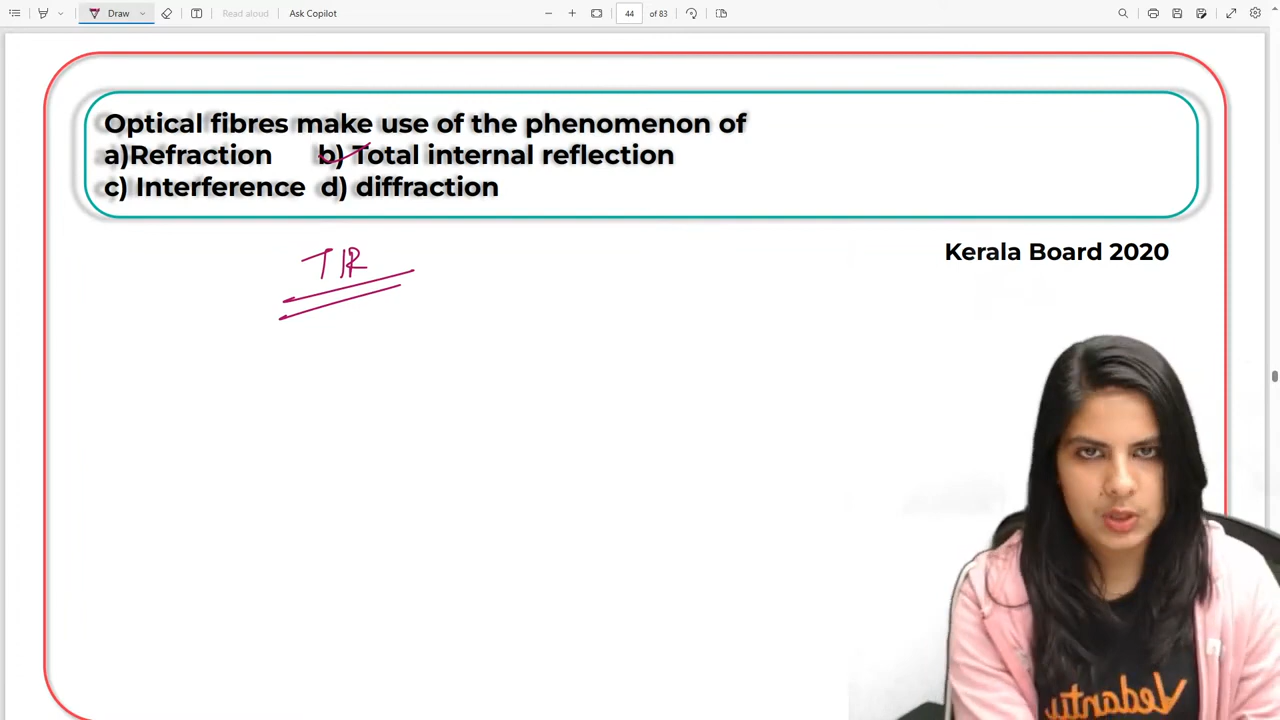 Draw
Read aloud
Ask Copilot
44
of 83
Optical fibres make use of the phenomenon of
a)Refraction b) Total internal reflection
c) Interference d) diffraction
TIR
Kerala Board 2020
Vedantu